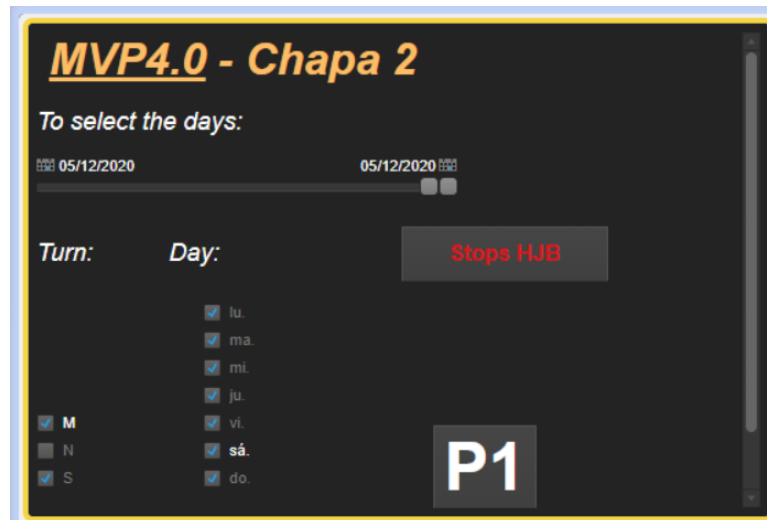 MVP4.0 - Chapa 2
To select the days:
05/12/2020 05/12/2020
Turn: Day: Stops HJB
lu.
ma.
mi.
ju.
M vi.
N sá.
S do.
P1